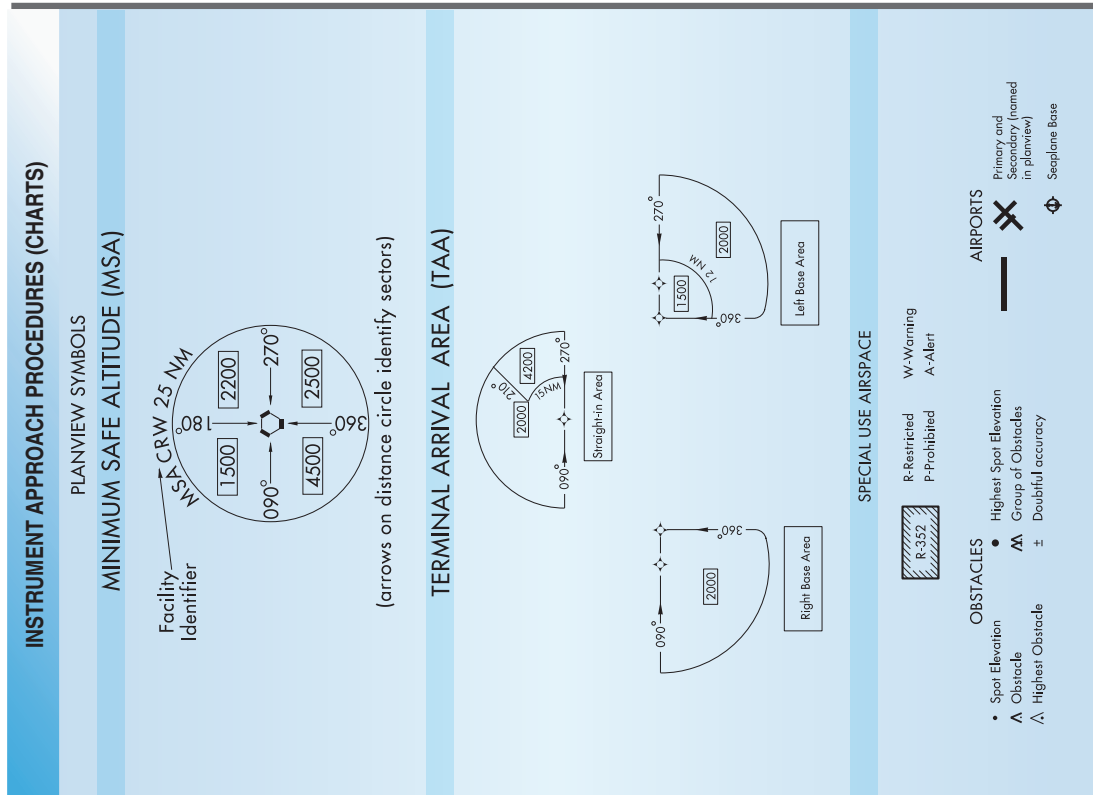 INSTRUMENT APPROACH PROCEDURES (CHARTS)
PLANVIEW SYMBOLS
MINIMUM SAFE ALTITUDE (MSA)
Facility
Identifier
MSA CRW 25 NM
180°
1500
2200
090°
270°
4500
2500
360°
(arrows on distance circle identify sectors)
TERMINAL ARRIVAL AREA (TAA)
210°
4200
2000
15 NM
090°
270°
Straight-in Area
090°
360°
2000
Right Base Area
270°
1500
12 NM
2000
360°
Left Base Area
SPECIAL USE AIRSPACE
R-352
R-Restricted
W-Warning
P-Prohibited
A-Alert
OBSTACLES
Spot Elevation
Highest Spot Elevation
Obstacle
Group of Obstacles
Highest Obstacle
± Doubtful accuracy
AIRPORTS
Primary and
Secondary (named
in planview)
Seaplane Base